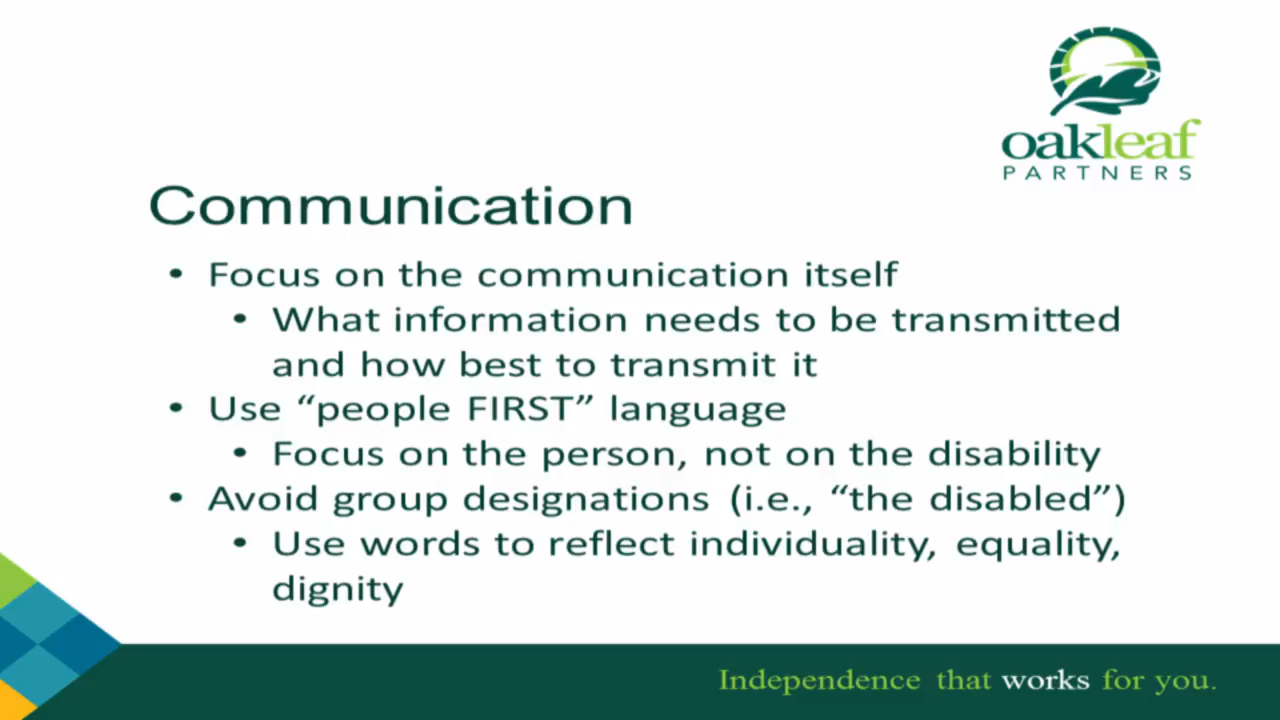 oakleaf
PARTNERS
Communication
• Focus on the communication itself
• What information needs to be transmitted
and how best to transmit it
• Use “people FIRST” language
• Focus on the person, not on the disability
• Avoid group designations (i.e., “the disabled”)
• Use words to reflect individuality, equality,
dignity
Independence that works for you.